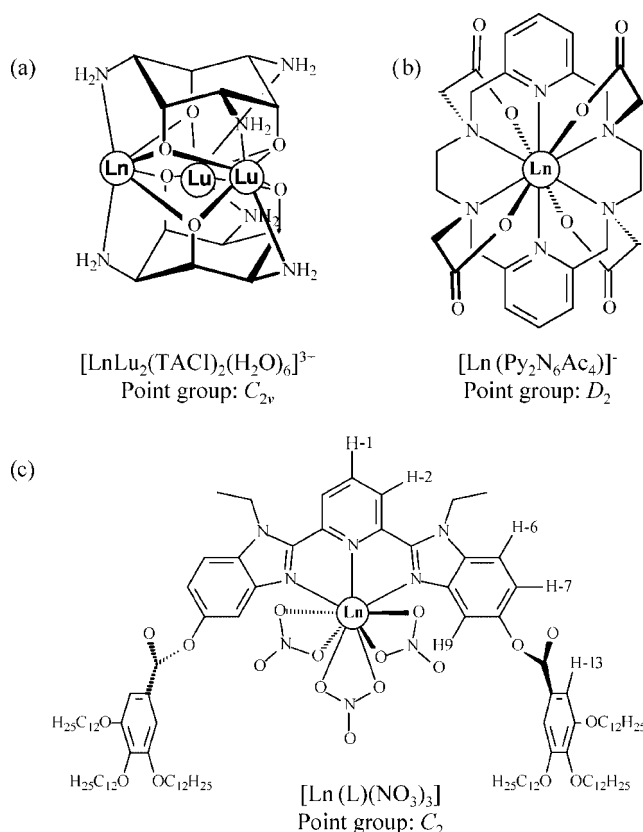 (a)
H2N
NH2
O
O
NH2
Ln
O
Lu
Lu
O
O
O
NH2
H2N
NH2
[LnLu2(TACI)2(H2O)6]3+
Point group: C2v
(b)
O
O
N
O
O
N
N
Ln
N
N
O
O
N
O
O
[Ln (Py2N6Ac4)]-
Point group: D2
(c)
H-1
H-2
N
N
H-6
N
N
N
H-7
Ln
O
O
O
O
N
O
O
N
H9
O
O
O
O
O
N
H-13
O
H25C12O
OC12H25
H25C12O
OC12H25
H25C12O
OC12H25
[Ln (L)(NO3)3]
Point group: C2